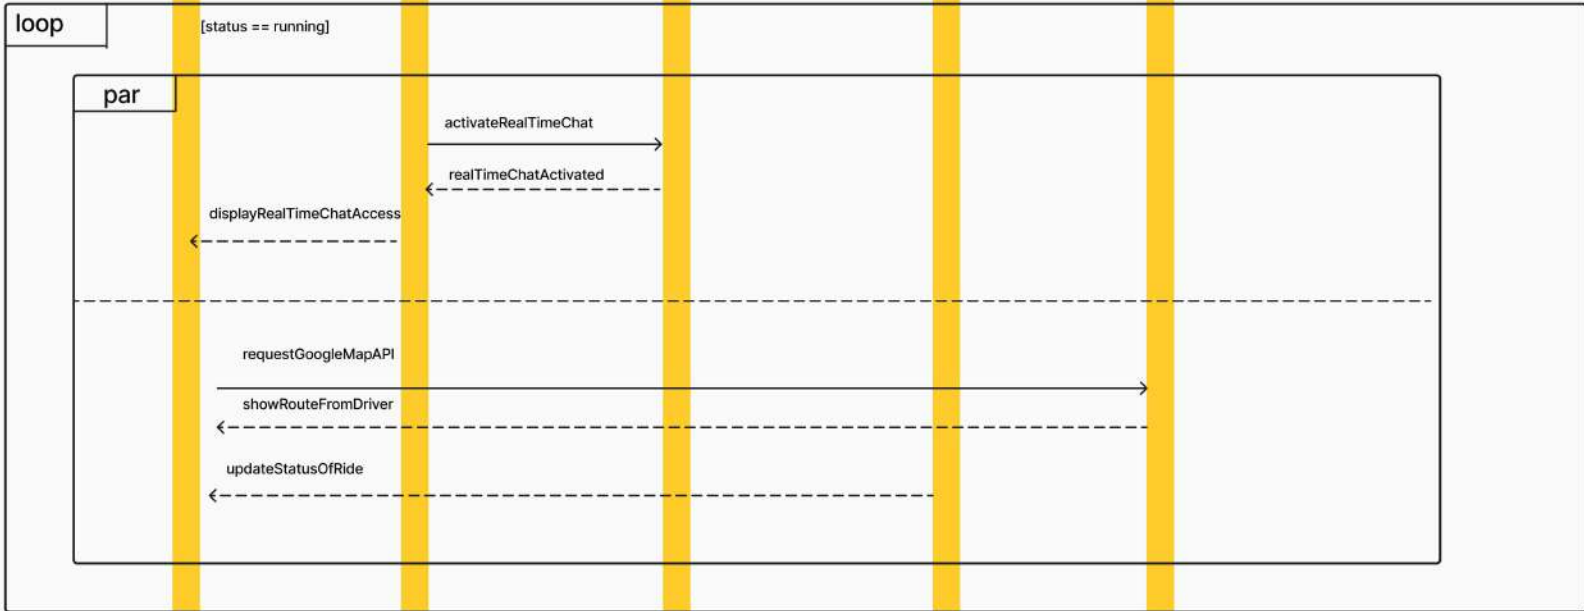 loop
[status == running]
par
activateRealTimeChat
realTimeChatActivated
displayRealTimeChatAccess
requestGoogleMapAPI
showRouteFromDriver
updateStatusOfRide